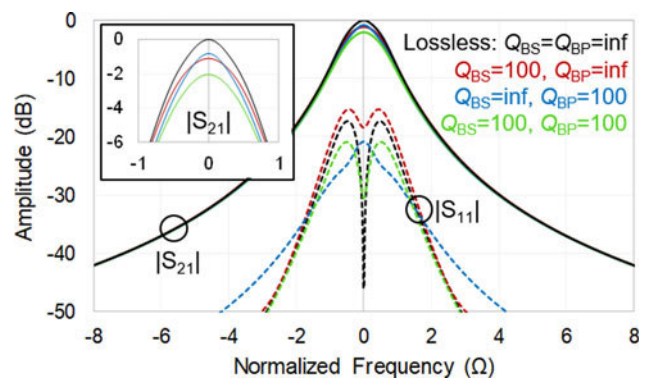 0
-2
-4
-6
-1
0
1
|S21|
Lossless: QBS=QBP=inf
QBS=100, QBP=inf
QBS=inf, QBP=100
QBS=100, QBP=100
|S21|
|S11|
Amplitude (dB)
0
-10
-20
-30
-40
-50
-8 -6 -4 -2 0 2 4 6 8
Normalized Frequency (Ω)